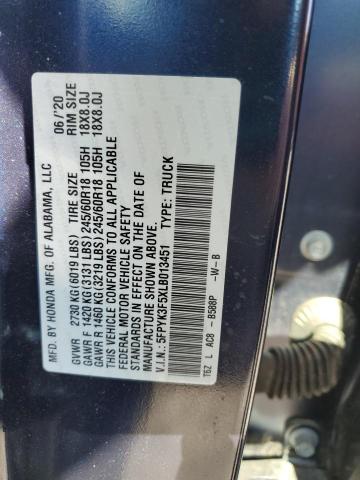 MFD. BY HONDA MFG. OF ALABAMA, LLC 06/'20
GVWR 2730 KG(6019 LBS) TIRE SIZE RIM SIZE
GAWR F 1420 KG(3131 LBS)245/60R18 105H 18X8.0J
GAWR R 1460 KG(3219 LBS)245/60R18 105H 18X8.0J
THIS VEHICLE CONFORMS TO ALL APPLICABLE
FEDERAL MOTOR VEHICLE SAFETY
STANDARDS IN EFFECT ON THE DATE OF
MANUFACTURE SHOWN ABOVE.
V.I.N.: 5FPYK3F5XLB013451 TYPE: TRUCK
T6Z L AC8 - B588P -W-B